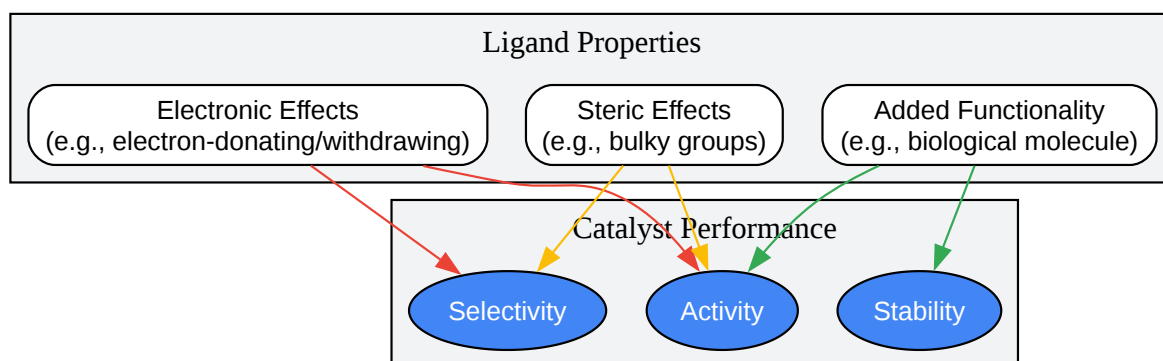 Ligand Properties
Electronic Effects
(e.g., electron-donating/withdrawing)
Steric Effects
(e.g., bulky groups)
Added Functionality
(e.g., biological molecule)
Catalyst Performance
Selectivity
Activity
Stability